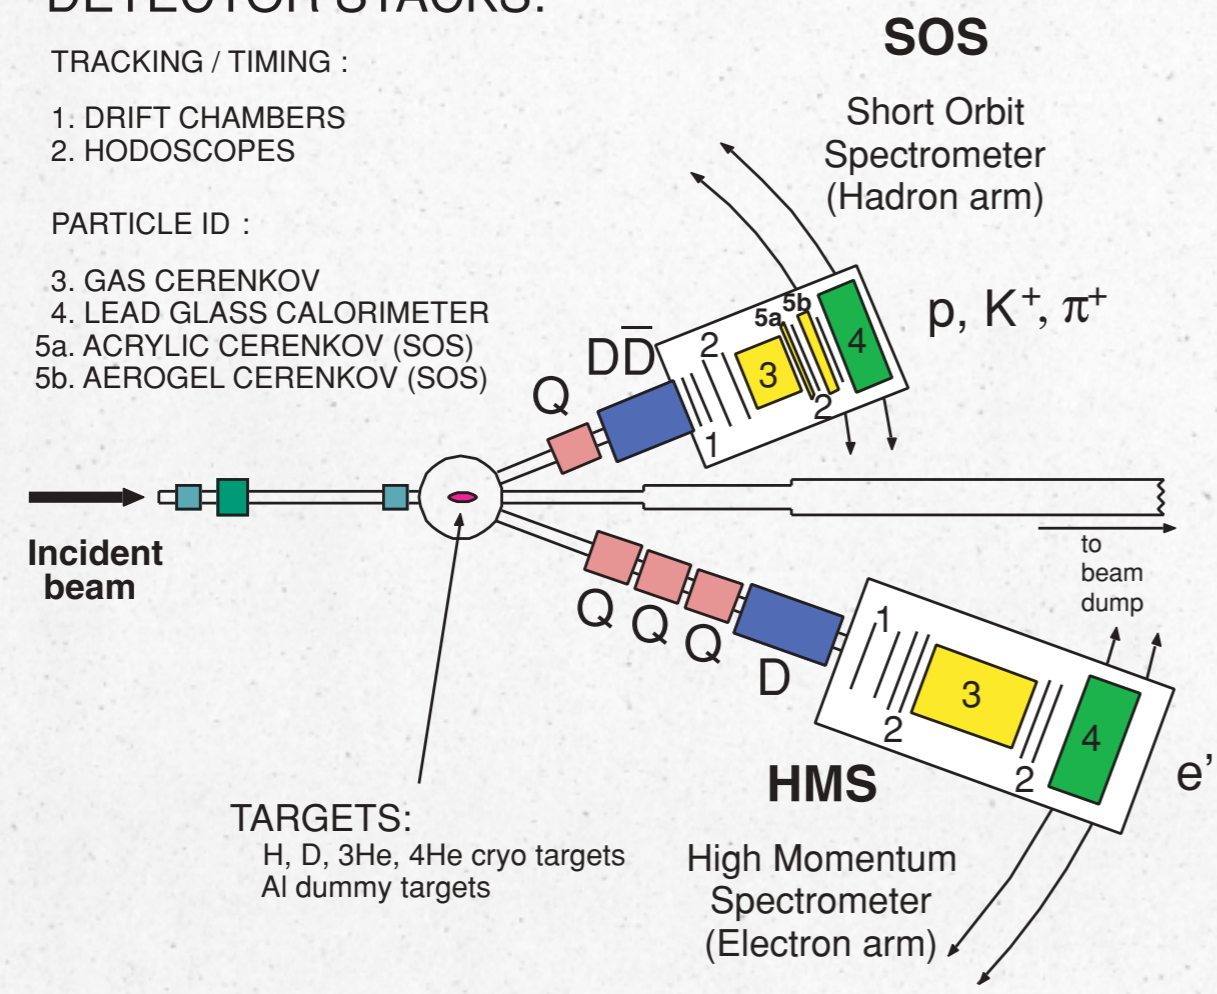 DETECTOR STACKS:
TRACKING / TIMING :
1: DRIFT CHAMBERS
2. HODOSCOPES
PARTICLE ID :
3. GAS CERENKOV
4. LEAD GLASS CALORIMETER
5a. ACRYLIC CERENKOV (SOS)
5b. AEROGEL CERENKOV (SOS)
SOS
Short Orbit
Spectrometer
(Hadron arm)
p, K⁺, π⁺
Q
DD̅
1
2
3
5a
5b
2
4
Incident
beam
to
beam
dump
Q
Q
Q
D
1
2
3
2
4
e’
HMS
High Momentum
Spectrometer
(Electron arm)
TARGETS:
H, D, 3He, 4He cryo targets
Al dummy targets